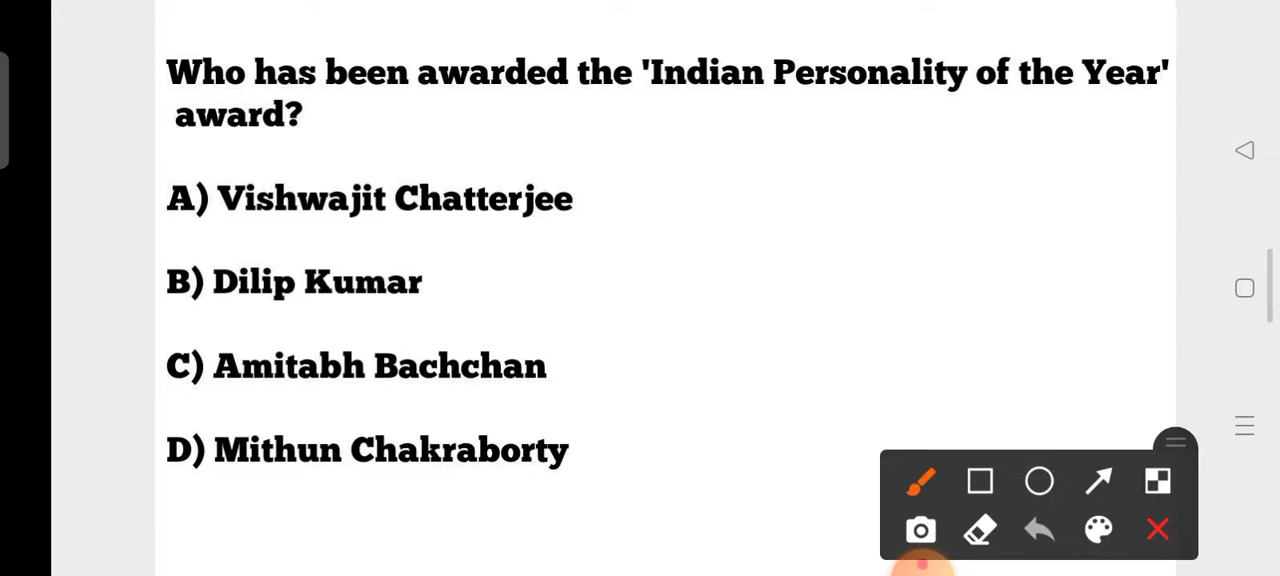 Who has been awarded the 'Indian Personality of the Year'
award?
A) Vishwajit Chatterjee
B) Dilip Kumar
C) Amitabh Bachchan
D) Mithun Chakraborty